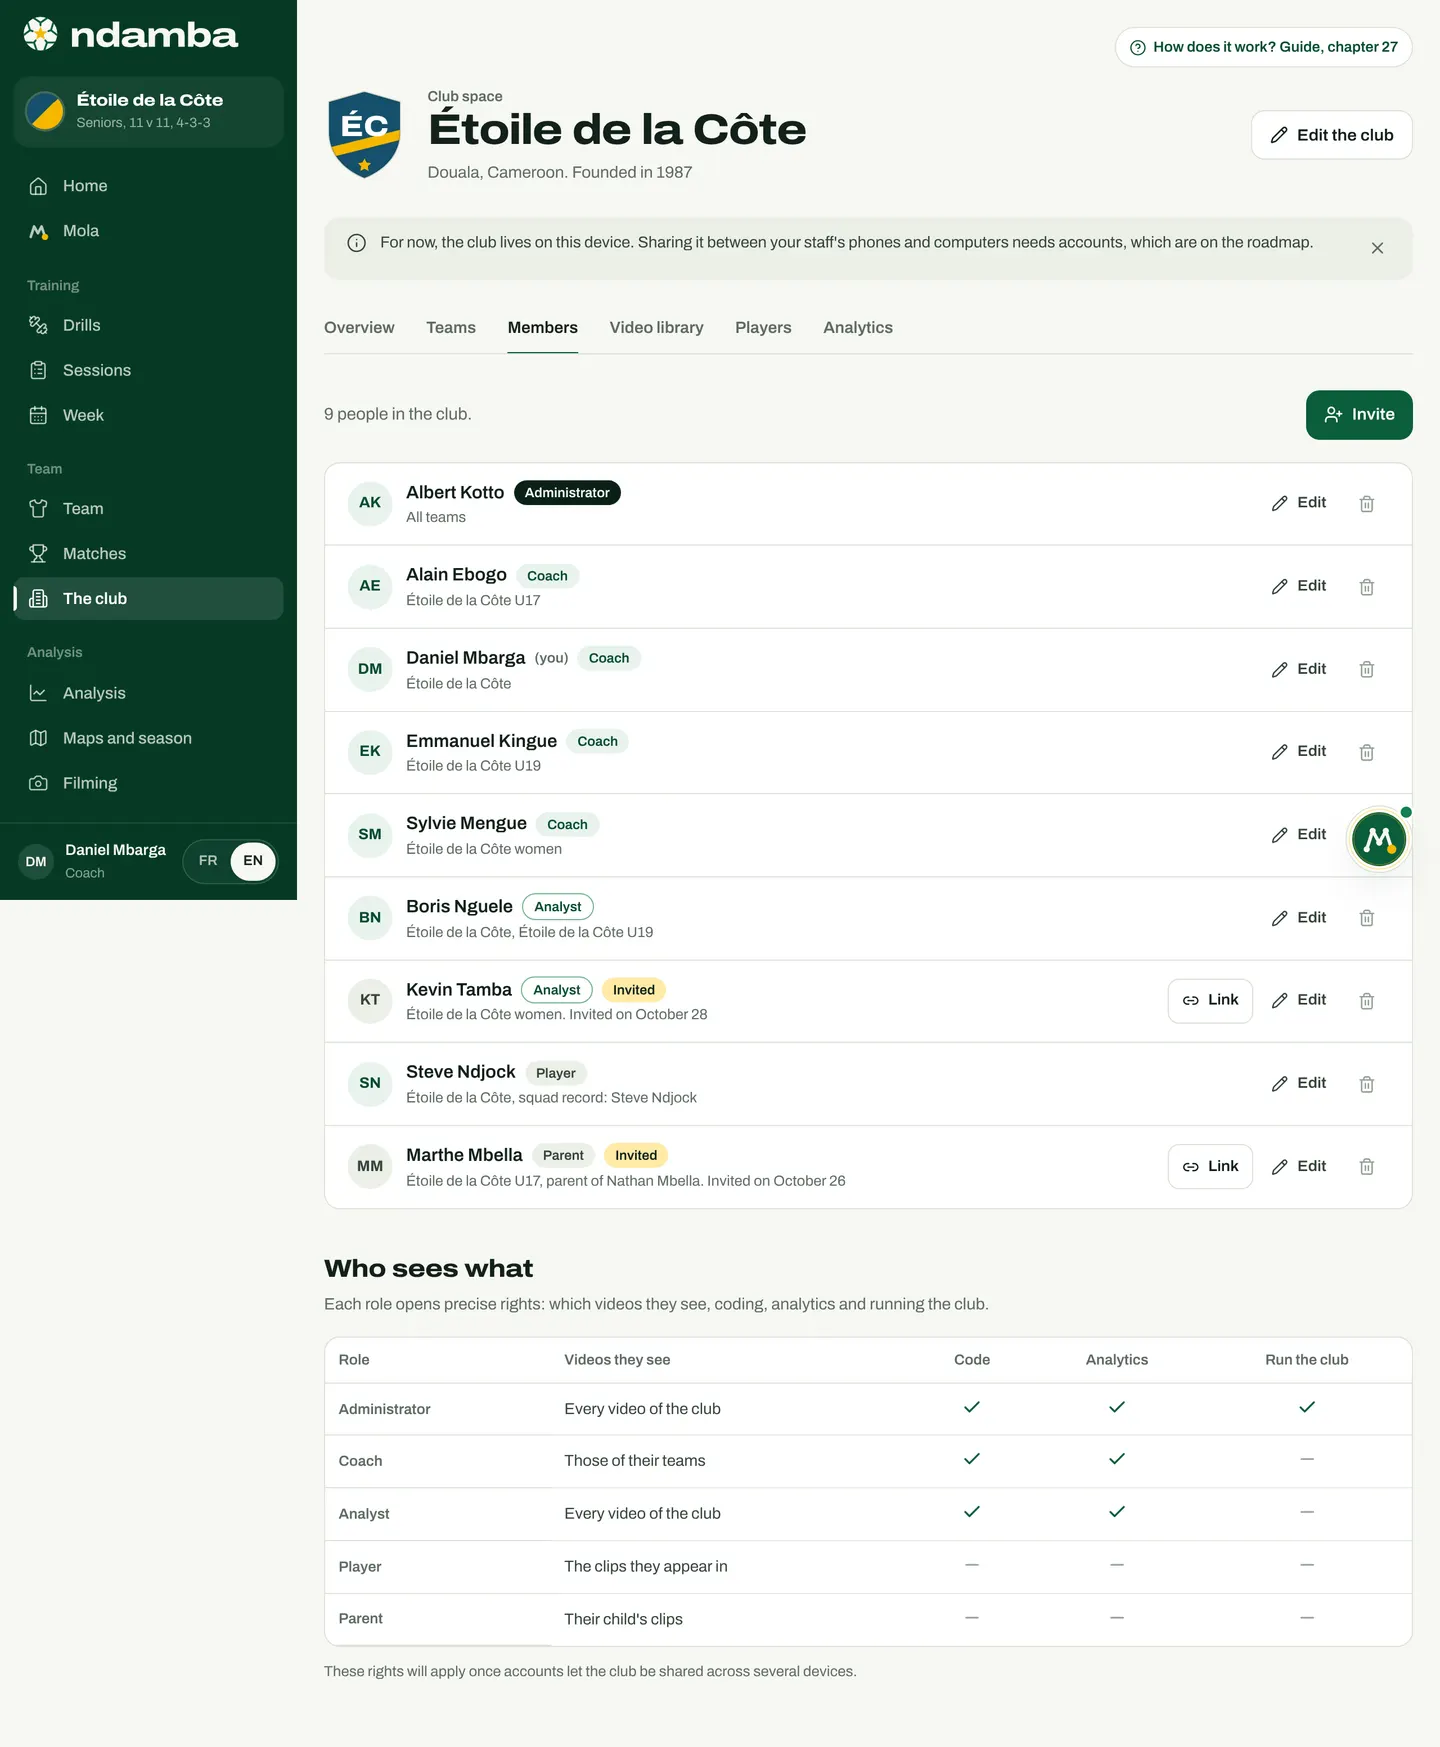 ndamba
Étoile de la Côte
Seniors, 11 v 11, 4-3-3
Home
Mola
Training
Drills
Sessions
Week
Team
Team
Matches
The club
Analysis
Analysis
Maps and season
Filming
DM
Daniel Mbarga
Coach
FR
EN
How does it work? Guide, chapter 27
ÉC
Club space
Étoile de la Côte
Douala, Cameroon. Founded in 1987
Edit the club
For now, the club lives on this device. Sharing it between your staff's phones and computers needs accounts, which are on the roadmap.
Overview Teams Members Video library Players Analytics
9 people in the club.
Invite
AK
Albert Kotto Administrator
All teams
Edit
AE
Alain Ebogo Coach
Étoile de la Côte U17
Edit
DM
Daniel Mbarga (you) Coach
Étoile de la Côte
Edit
EK
Emmanuel Kingue Coach
Étoile de la Côte U19
Edit
SM
Sylvie Mengue Coach
Étoile de la Côte women
Edit
BN
Boris Nguele Analyst
Étoile de la Côte, Étoile de la Côte U19
Edit
KT
Kevin Tamba Analyst Invited
Étoile de la Côte women. Invited on October 28
Link Edit
SN
Steve Ndjock Player
Étoile de la Côte, squad record: Steve Ndjock
Edit
MM
Marthe Mbella Parent Invited
Étoile de la Côte U17, parent of Nathan Mbella. Invited on October 26
Link Edit
Who sees what
Each role opens precise rights: which videos they see, coding, analytics and running the club.
Role Videos they see Code Analytics Run the club
Administrator Every video of the club
Coach Those of their teams
Analyst Every video of the club
Player The clips they appear in
Parent Their child's clips
These rights will apply once accounts let the club be shared across several devices.